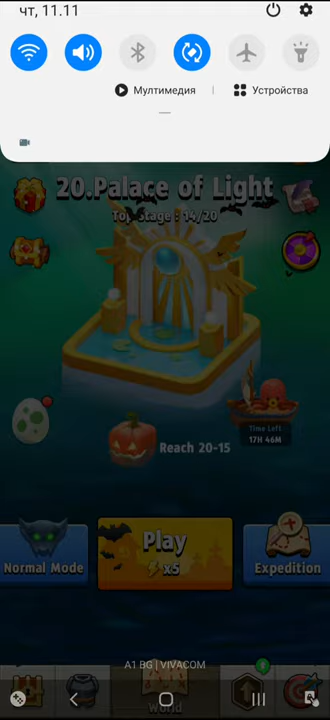 чт, 11.11
Мултимедия
Устройства
20.Palace of Light
Top Stage : 14/20
Time Left
17H 46M
Reach 20-15
Normal Mode
Play
x5
Expedition
A1 BG | VIVACOM
World